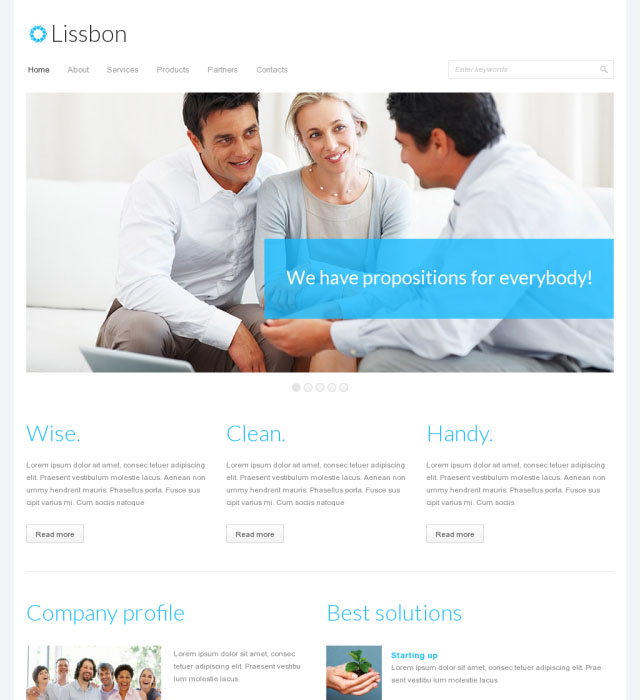 Lissbon
Home About Services Products Partners Contacts
Enter keywords
We have propositions for everybody!
Wise.
Lorem ipsum dolor sit amet, consec tetuer adipiscing
elit. Praesent vestibulum molestie lacus. Aenean non
ummy hendrerit mauris. Phasellus porta. Fusce sus
cipit varius mi. Cum sociis natoque
Read more
Clean.
Lorem ipsum dolor sit amet, consec tetuer adipiscing
elit. Praesent vestibulum molestie lacus. Aenean non
ummy hendrerit mauris. Phasellus porta. Fusce sus
cipit varius mi. Cum sociis natoque
Read more
Handy.
Lorem ipsum dolor sit amet, consec tetuer adipiscing
elit. Praesent vestibulum molestie lacus. Aenean non
ummy hendrerit mauris. Phasellus porta. Fusce sus
cipit varius mi. Cum sociis
Read more
Company profile
Lorem ipsum dolor sit amet, consec
tetuer adipiscing. Praesent vestibu
lum molestie lacus.
Best solutions
Starting up
Lorem ipsum dolor sit amet, consec tetuer adipiscing. Prae
sent vestibu lum molestie lacus.